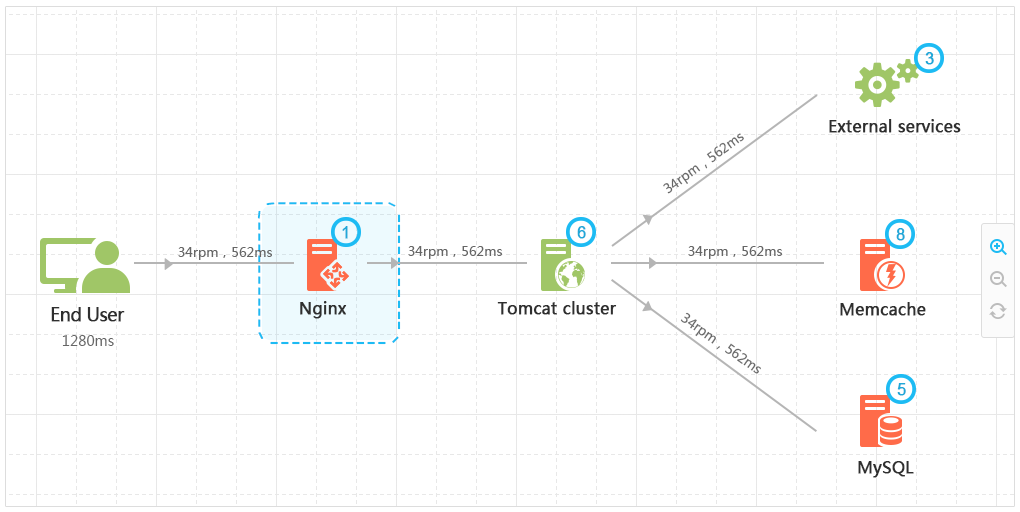 3
External services
34rpm , 562ms
1
6
8
34rpm , 562ms
34rpm , 562ms
34rpm , 562ms
End User
1280ms
Nginx
Tomcat cluster
Memcache
34rpm , 562ms
5
MySQL